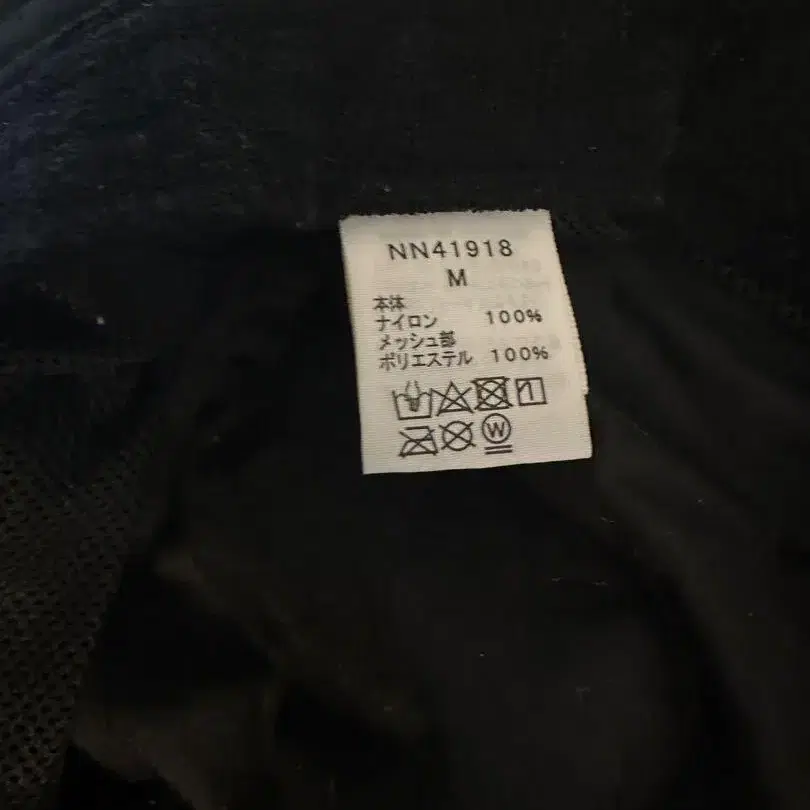 NN41918
M
本体
ナイロン 100%
メッシュ部
ポリエステル 100%
W